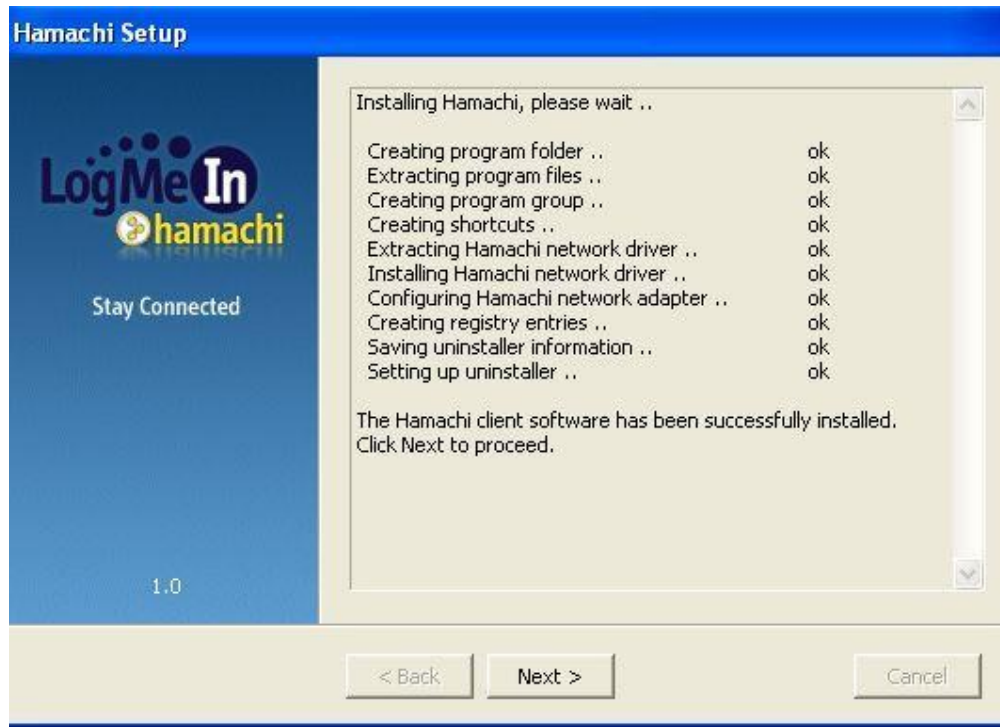 Hamachi Setup
LogMeIn
hamachi
Stay Connected
1.0
Installing Hamachi, please wait ..
Creating program folder .. ok
Extracting program files .. ok
Creating program group .. ok
Creating shortcuts .. ok
Extracting Hamachi network driver .. ok
Installing Hamachi network driver .. ok
Configuring Hamachi network adapter .. ok
Creating registry entries .. ok
Saving uninstaller information .. ok
Setting up uninstaller .. ok
The Hamachi client software has been successfully installed.
Click Next to proceed.
< Back Next > Cancel